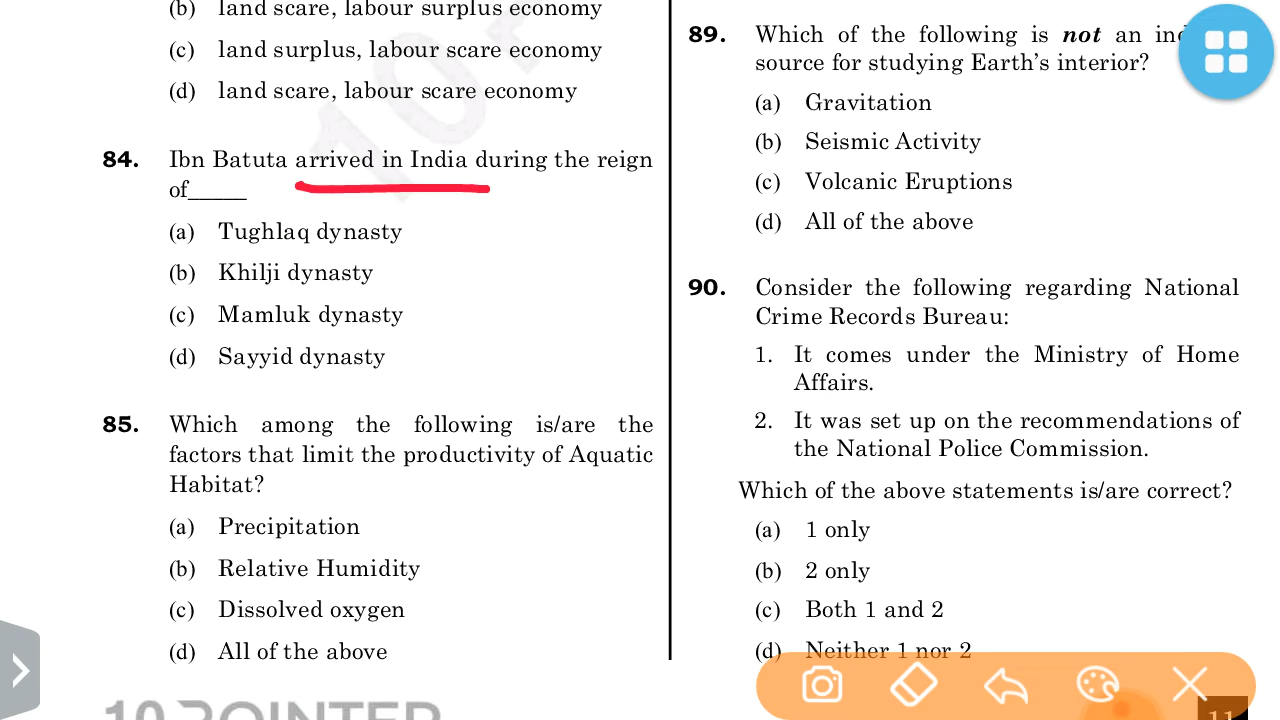 (b) land scare, labour surplus economy
(c) land surplus, labour scare economy
(d) land scare, labour scare economy
84. Ibn Batuta arrived in India during the reign
of_____
(a) Tughlaq dynasty
(b) Khilji dynasty
(c) Mamluk dynasty
(d) Sayyid dynasty
85. Which among the following is/are the
factors that limit the productivity of Aquatic
Habitat?
(a) Precipitation
(b) Relative Humidity
(c) Dissolved oxygen
(d) All of the above
89. Which of the following is not an
source for studying Earth's interior?
(a) Gravitation
(b) Seismic Activity
(c) Volcanic Eruptions
(d) All of the above
90. Consider the following regarding National
Crime Records Bureau:
1. It comes under the Ministry of Home
Affairs.
2. It was set up on the recommendations of
the National Police Commission.
Which of the above statements is/are correct?
(a) 1 only
(b) 2 only
(c) Both 1 and 2
(d) Neither 1 nor 2
10 POINTER
11